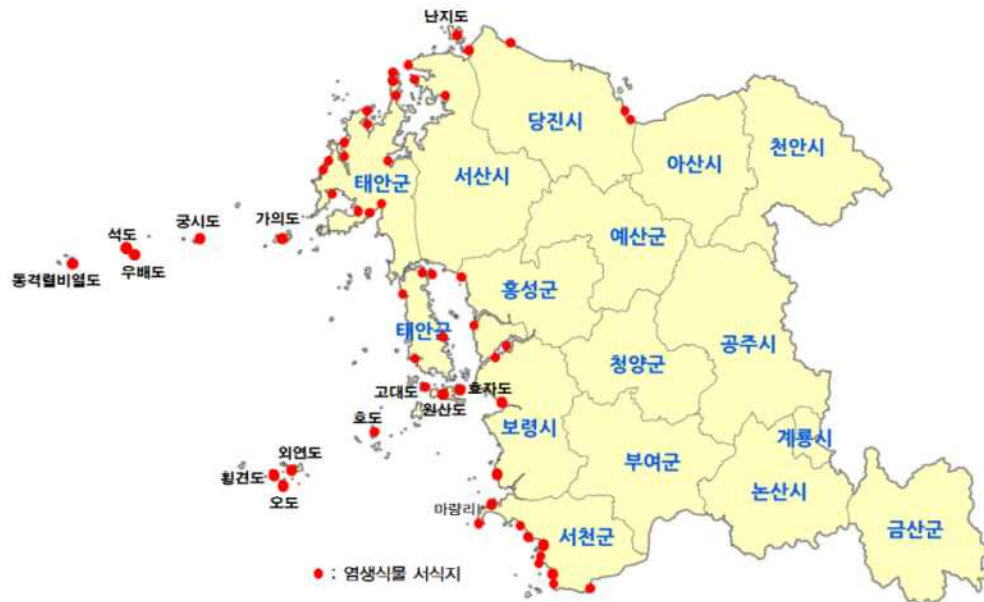 난지도
당진시
천안시
아산시
서산시
태안군
궁시도
가의도
석도
우배도
동격렬비열도
예산군
홍성군
태안군
공주시
청양군
고대도
원산도
효자도
호도
보령시
계룡시
외연도
횡견도
오도
부여군
논산시
마량리
서천군
금산군
: 염생식물 서식지